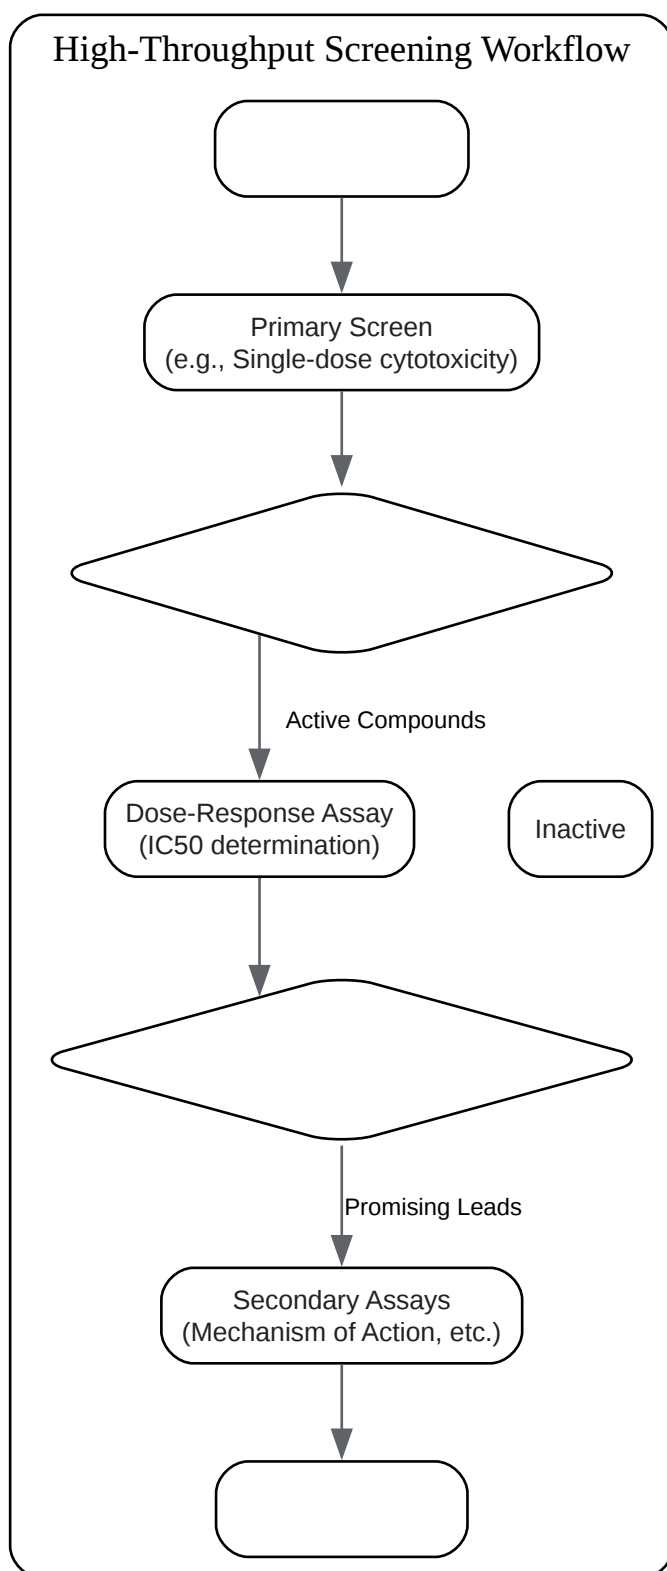 High-Throughput Screening Workflow
Primary Screen
(e.g., Single-dose cytotoxicity)
Active Compounds
Dose-Response Assay
(IC50 determination)
Inactive
Promising Leads
Secondary Assays
(Mechanism of Action, etc.)